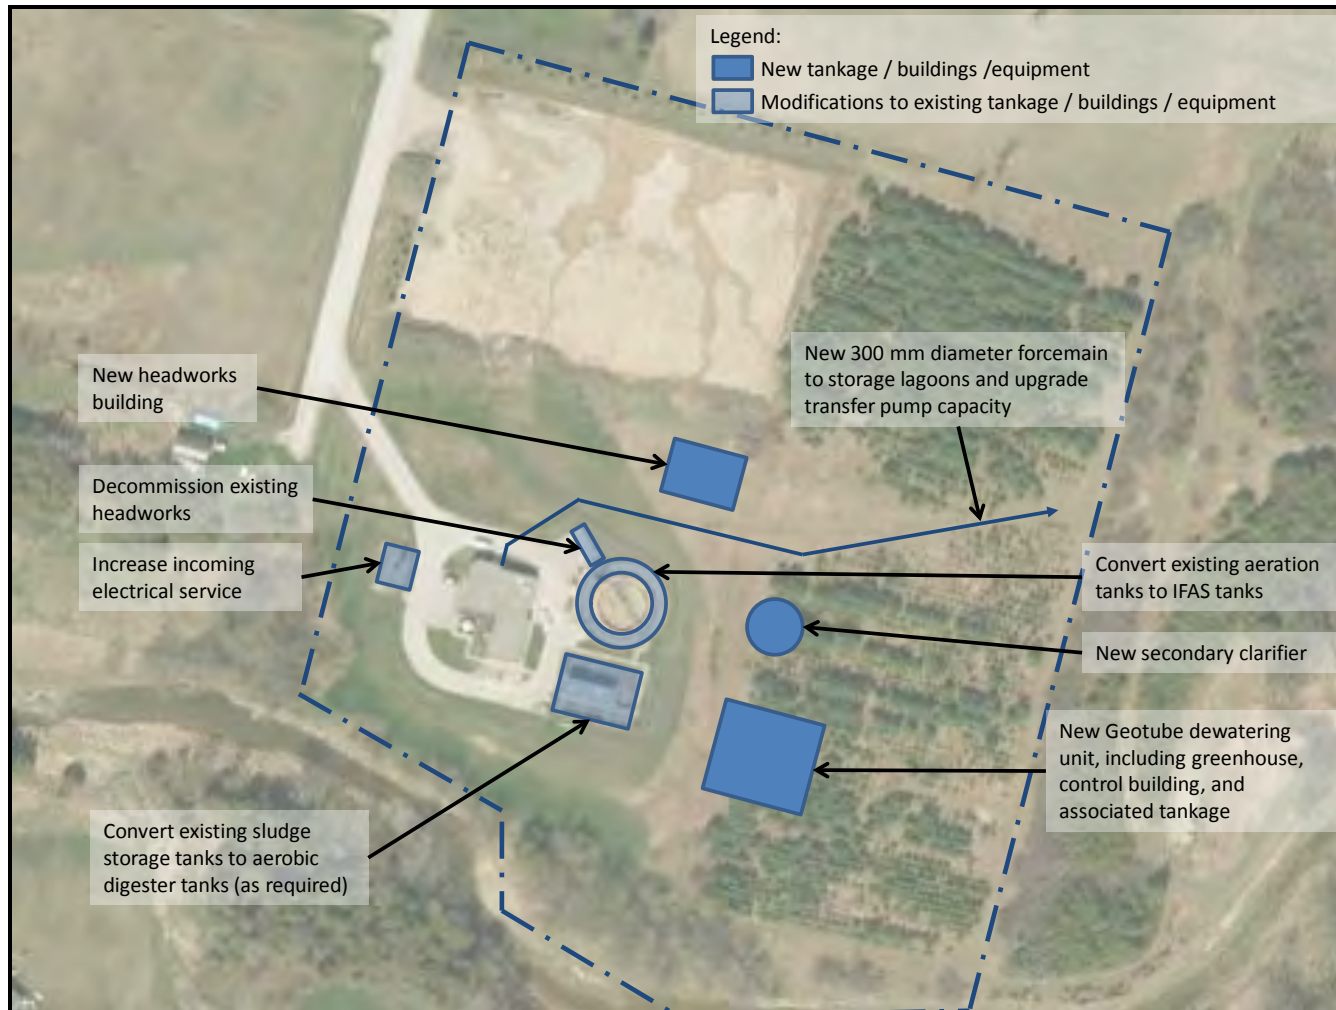 Legend:
New tankage / buildings /equipment
Modifications to existing tankage / buildings / equipment
New headworks
building
New 300 mm diameter forcemain
to storage lagoons and upgrade
transfer pump capacity
Decommission existing
headworks
Increase incoming
electrical service
Convert existing aeration
tanks to IFAS tanks
New secondary clarifier
New Geotube dewatering
unit, including greenhouse,
control building, and
associated tankage
Convert existing sludge
storage tanks to aerobic
digester tanks (as required)